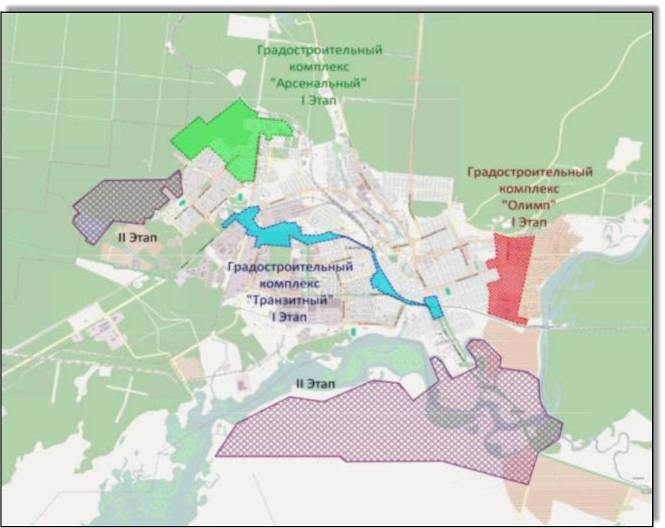 Градостроительный
комплекс
"Арсенальный"
I Этап
Градостроительный
комплекс
"Олимп"
I Этап
II Этап
Градостроительный
комплекс
"Транзитный"
I Этап
II Этап